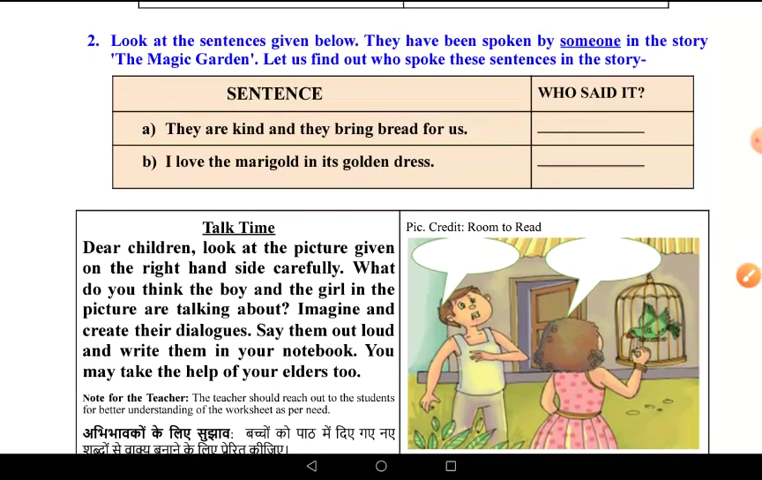 2. Look at the sentences given below. They have been spoken by someone in the story
'The Magic Garden'. Let us find out who spoke these sentences in the story-
SENTENCE WHO SAID IT?
a) They are kind and they bring bread for us.
b) I love the marigold in its golden dress.
Talk Time
Dear children, look at the picture given
on the right hand side carefully. What
do you think the boy and the girl in the
picture are talking about? Imagine and
create their dialogues. Say them out loud
and write them in your notebook. You
may take the help of your elders too.
Note for the Teacher: The teacher should reach out to the students
for better understanding of the worksheet as per need.
अभिभावकों के लिए सुझाव: बच्चों को पाठ में दिए गए नए
शब्दों से वाक्य बनाने के लिए प्रेरित कीजिए।
Pic. Credit: Room to Read